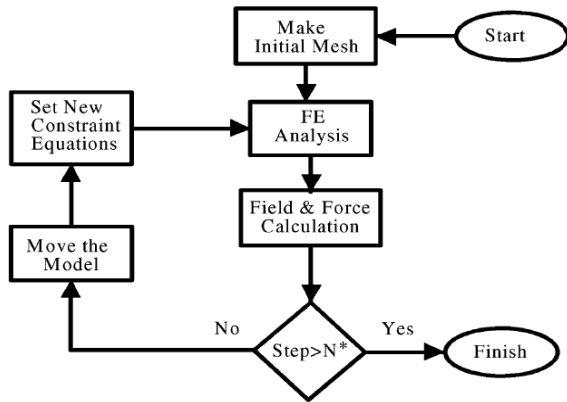 Make
Initial Mesh
Start
Set New
Constraint
Equations
FE
Analysis
Field & Force
Calculation
Move the
Model
No
Yes
Step>N*
Finish